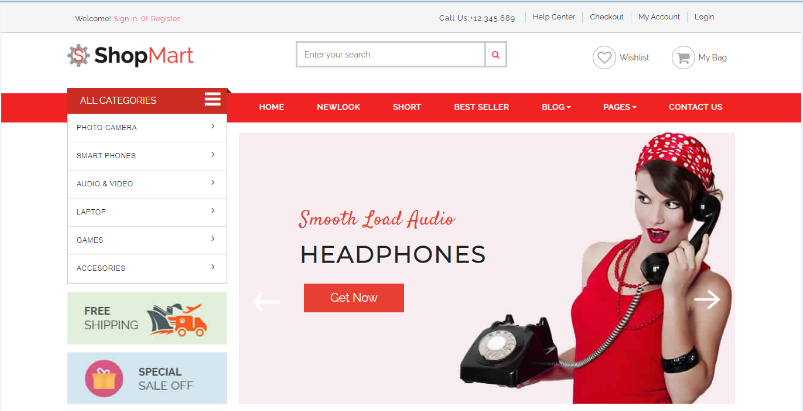 Welcome! Sign in. Or Register
Call Us:+12.345.689
Help Center
Checkout
My Account
Login
ShopMart
Enter your search
Wishlist
My Bag
ALL CATEGORIES
HOME
NEWLOOK
SHORT
BEST SELLER
BLOG
PAGES
CONTACT US
PHOTO CAMERA
SMART PHONES
AUDIO & VIDEO
LAPTOP
GAMES
ACCESORIES
Smooth Load Audio
HEADPHONES
Get Now
FREE
SHIPPING
SPECIAL
SALE OFF